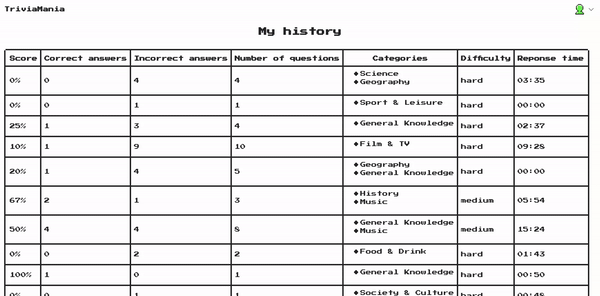 TriviaMania
My history
Score Correct answers Incorrect answers Number of questions Categories Difficulty Reponse time
0% 0 4 4 ◆Science ◆Geography hard 03:35
0% 0 1 1 ◆Sport & Leisure hard 00:00
25% 1 3 4 ◆General Knowledge hard 02:37
10% 1 9 10 ◆Film & TV hard 09:28
20% 1 4 5 ◆Geography ◆General Knowledge hard 00:00
67% 2 1 3 ◆History ◆Music medium 05:54
50% 4 4 8 ◆General Knowledge ◆Music medium 15:24
0% 0 2 2 ◆Food & Drink hard 01:43
100% 1 0 1 ◆General Knowledge hard 00:50
0% 0 1 1 ◆Society & Culture hard 00:48